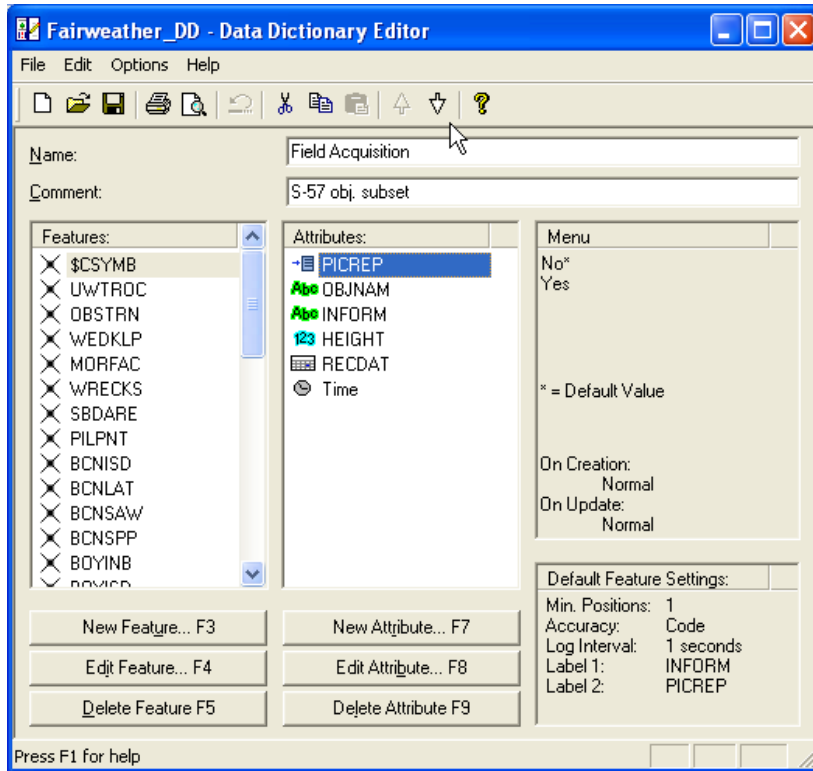 Fairweather_DD - Data Dictionary Editor
File Edit Options Help
Name: Field Acquisition
Comment: S-57 obj. subset
Features:
$CSYMB
UWTROC
OBSTRN
WEDKLP
MORFAC
WRECKS
SBDARE
PILPNT
BCNISD
BCNLAT
BCNSAW
BCNSPP
BOYINB
Attributes:
PICREP
Abc OBJNAM
Abc INFORM
123 HEIGHT
RECDAT
Time
Menu
No*
Yes
* = Default Value
On Creation:
Normal
On Update:
Normal
Default Feature Settings:
Min. Positions: 1
Accuracy: Code
Log Interval: 1 seconds
Label 1: INFORM
Label 2: PICREP
New Feature... F3
Edit Feature... F4
Delete Feature F5
New Attribute... F7
Edit Attribute... F8
Delete Attribute F9
Press F1 for help